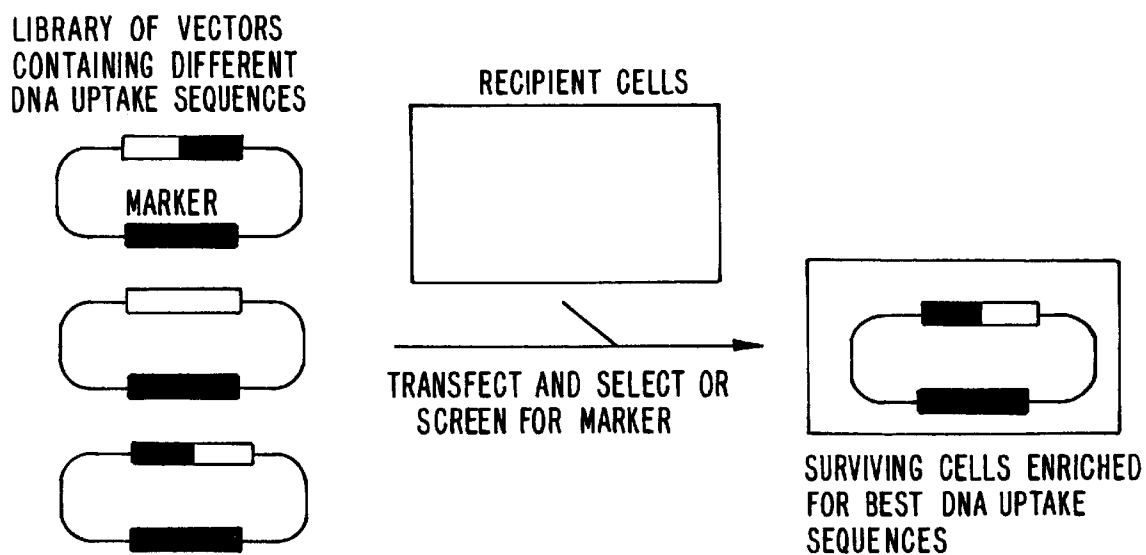 LIBRARY OF VECTORS
CONTAINING DIFFERENT
DNA UPTAKE SEQUENCES
MARKER
RECIPIENT CELLS
TRANSFECT AND SELECT OR
SCREEN FOR MARKER
SURVIVING CELLS ENRICHED
FOR BEST DNA UPTAKE
SEQUENCES